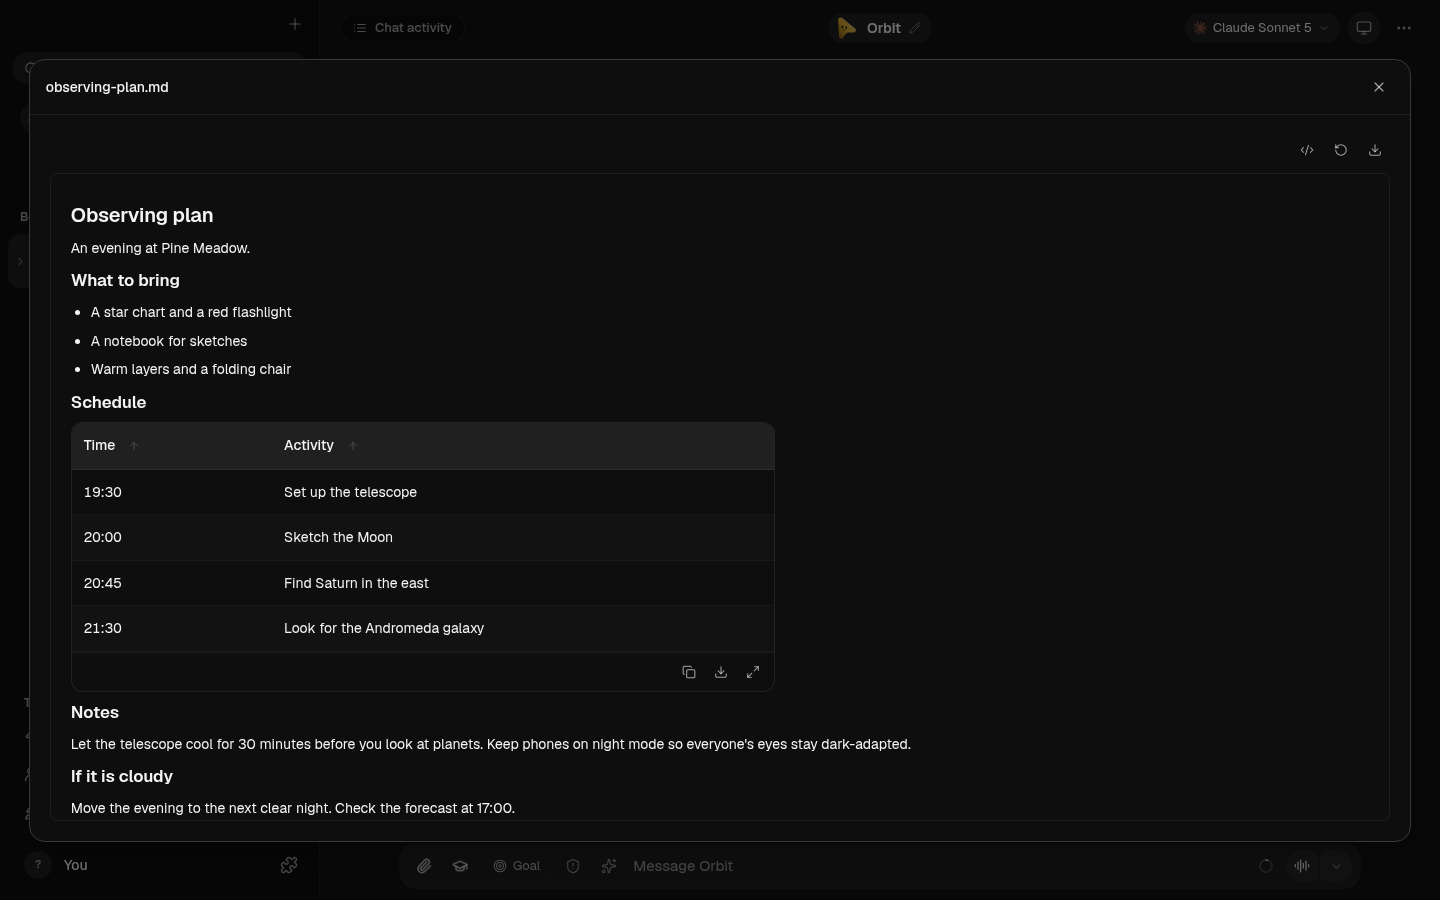 Chat activity
Orbit
Claude Sonnet 5
observing-plan.md
Observing plan
An evening at Pine Meadow.
What to bring
A star chart and a red flashlight
A notebook for sketches
Warm layers and a folding chair
Schedule
Time Activity
19:30 Set up the telescope
20:00 Sketch the Moon
20:45 Find Saturn in the east
21:30 Look for the Andromeda galaxy
Notes
Let the telescope cool for 30 minutes before you look at planets. Keep phones on night mode so everyone's eyes stay dark-adapted.
If it is cloudy
Move the evening to the next clear night. Check the forecast at 17:00.
? You
Goal
Message Orbit